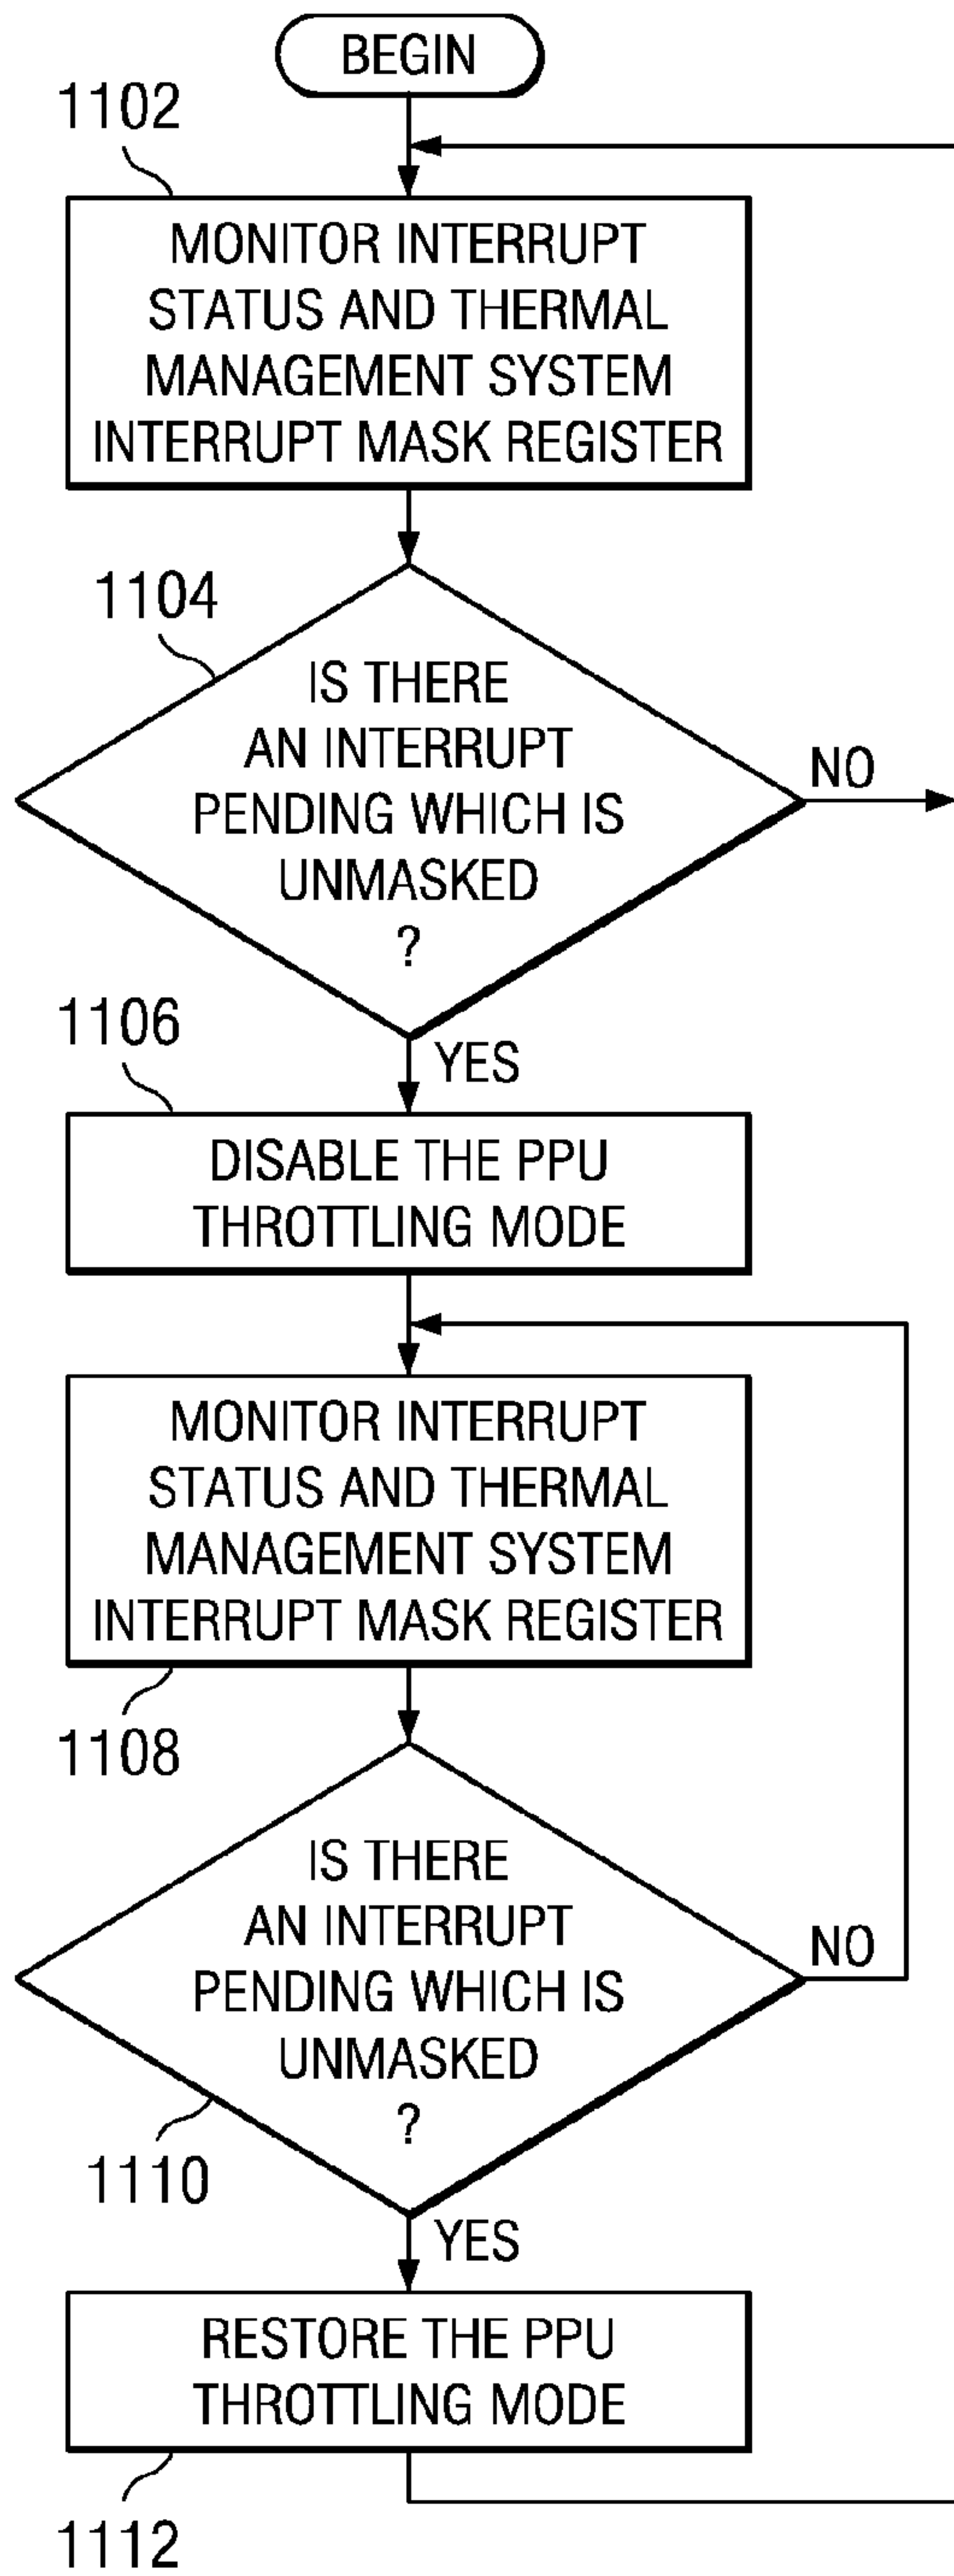 BEGIN
1102
MONITOR INTERRUPT
STATUS AND THERMAL
MANAGEMENT SYSTEM
INTERRUPT MASK REGISTER
1104
IS THERE
AN INTERRUPT
PENDING WHICH IS
UNMASKED
?
NO
YES
1106
DISABLE THE PPU
THROTTLING MODE
MONITOR INTERRUPT
STATUS AND THERMAL
MANAGEMENT SYSTEM
INTERRUPT MASK REGISTER
1108
IS THERE
AN INTERRUPT
PENDING WHICH IS
UNMASKED
?
NO
1110
YES
RESTORE THE PPU
THROTTLING MODE
1112